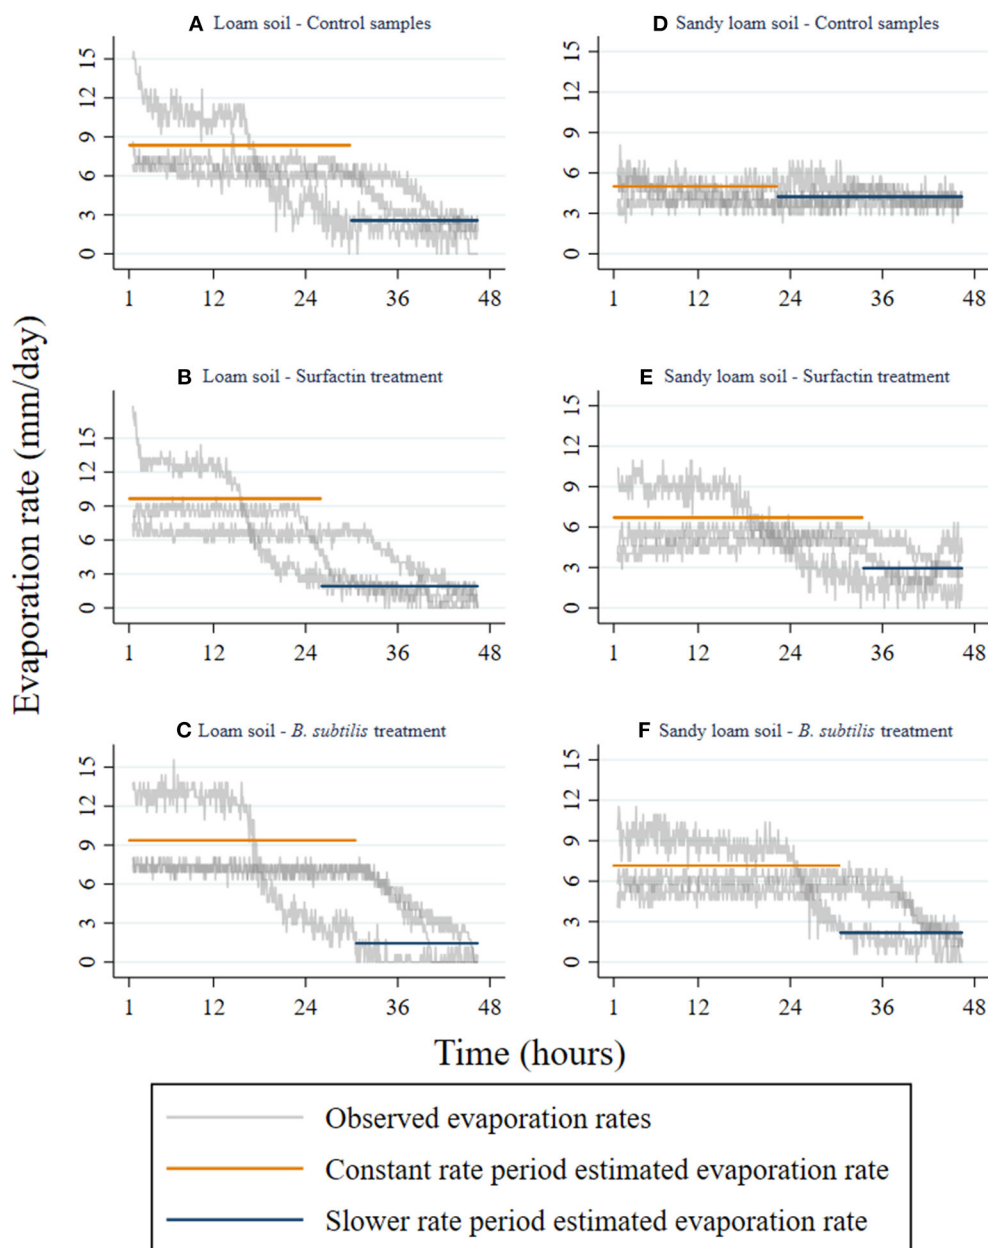 A Loam soil - Control samples
15
12
9
6
3
0
1 12 24 36 48
D Sandy loam soil - Control samples
15
12
9
6
3
0
1 12 24 36 48
B Loam soil - Surfactin treatment
15
12
9
6
3
0
1 12 24 36 48
E Sandy loam soil - Surfactin treatment
15
12
9
6
3
0
1 12 24 36 48
C Loam soil - B. subtilis treatment
15
12
9
6
3
0
1 12 24 36 48
F Sandy loam soil - B. subtilis treatment
15
12
9
6
3
0
1 12 24 36 48
Evaporation rate (mm/day)
Time (hours)
Observed evaporation rates
Constant rate period estimated evaporation rate
Slower rate period estimated evaporation rate